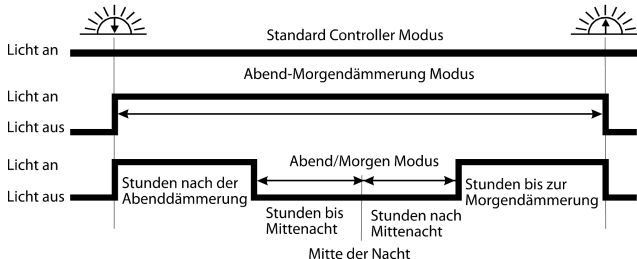 Standard Controller Modus
Licht an
Abend-Morgendämmerung Modus
Licht an
Licht aus
Licht an
Abend/Morgen Modus
Stunden nach der
Abenddämmerung
Stunden bis zur
Morgendämmerung
Licht aus
Stunden bis
Mittenacht
Stunden nach
Mittenacht
Mitte der Nacht